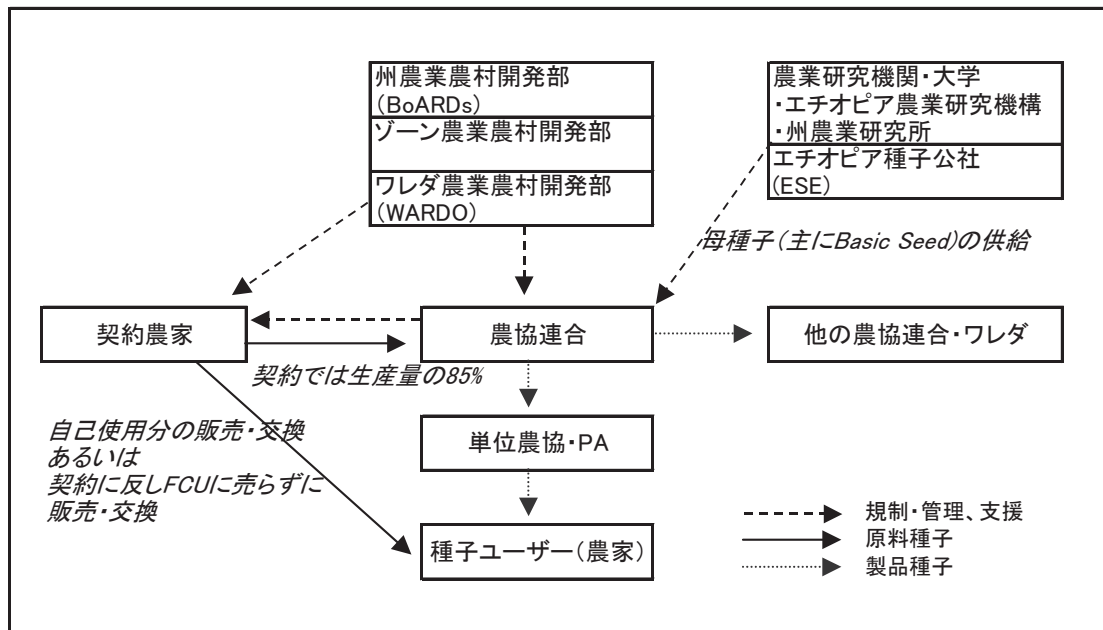 州農業農村開発部
(BoARDs)
ゾーン農業農村開発部
ワレダ農業農村開発部
(WARDO)
農業研究機関・大学
・エチオピア農業研究機構
・州農業研究所
エチオピア種子公社
(ESE)
母種子(主にBasic Seed)の供給
契約農家
農協連合
他の農協連合・ワレダ
契約では生産量の85%
自己使用分の販売・交換
あるいは
契約に反しFCUに売らずに
販売・交換
単位農協・PA
種子ユーザー(農家)
規制・管理、支援
原料種子
製品種子